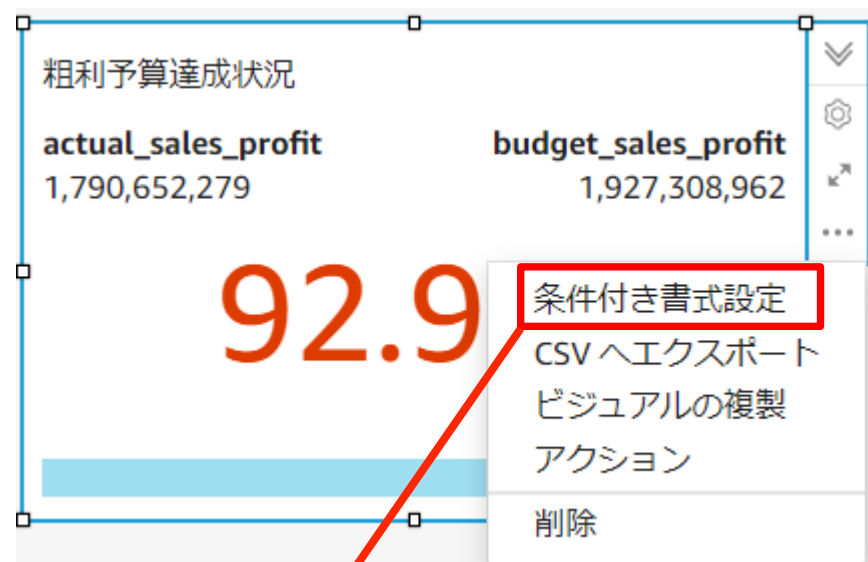 粗利予算達成状況
actual_sales_profit budget_sales_profit
1,790,652,279 1,927,308,962
92.9
条件付き書式設定
CSV へエクスポート
ビジュアルの複製
アクション
削除